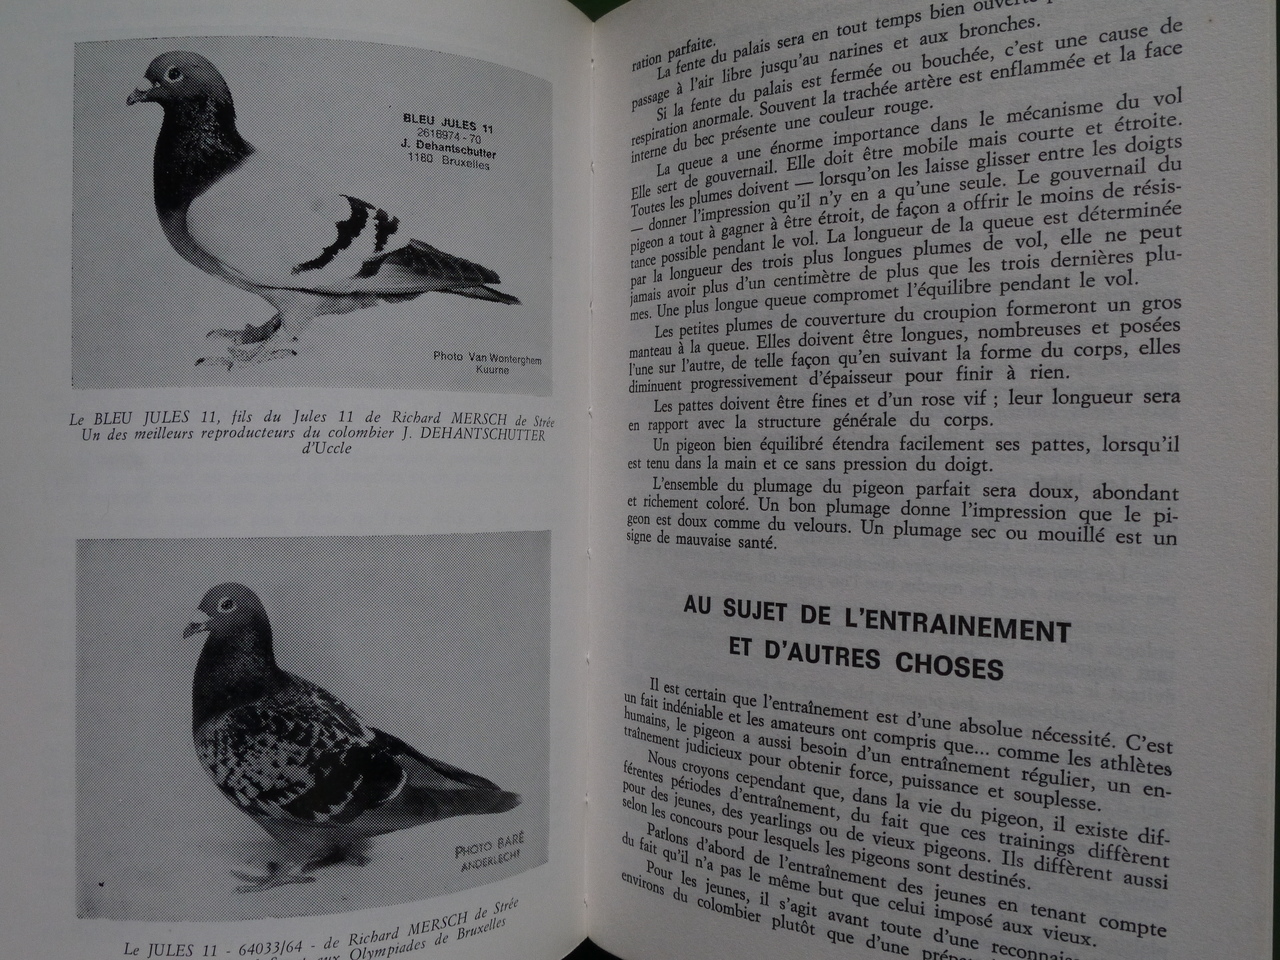 BLEU JULES 11
2618974 - 70
J. Dehantschutter
1180 Bruxelles
Photo Van Wonterghem
Kuurne
Le BLEU JULES 11, fils du Jules 11 de Richard MERSCH de Strée
Un des meilleurs reproducteurs du colombier J. DEHANTSCHUTTER
d'Uccle
PHOTO BARÉ
ANDERLECHT
Le JULES 11 - 64033/64 - de Richard MERSCH de Strée
aux Olympiades de Bruxelles
ration parfaite.
La fente du palais sera en tout temps bien
passage à l'air libre jusqu'au narines et aux bronches.
Si la fente du palais est fermée ou bouchée, c'est une cause de
respiration anormale. Souvent la trachée artère est enflammée et la face
interne du bec présente une couleur rouge.
La queue a une énorme importance dans le mécanisme du vol
Elle sert de gouvernail. Elle doit être mobile mais courte et étroite.
Toutes les plumes doivent — lorsqu'on les laisse glisser entre les doigts
— donner l'impression qu'il n'y en a qu'une seule. Le gouvernail du
pigeon a tout à gagner à être étroit, de façon a offrir le moins de résis-
tance possible pendant le vol. La longueur de la queue est déterminée
par la longueur des trois plus longues plumes de vol, elle ne peut
jamais avoir plus d'un centimètre de plus que les trois dernières plu-
mes. Une plus longue queue compromet l'équilibre pendant le vol.
Les petites plumes de couverture du croupion formeront un gros
manteau à la queue. Elles doivent être longues, nombreuses et posées
l'une sur l'autre, de telle façon qu'en suivant la forme du corps, elles
diminuent progressivement d'épaisseur pour finir à rien.
Les pattes doivent être fines et d'un rose vif ; leur longueur sera
en rapport avec la structure générale du corps.
Un pigeon bien équilibré étendra facilement ses pattes, lorsqu'il
est tenu dans la main et ce sans pression du doigt.
L'ensemble du plumage du pigeon parfait sera doux, abondant
et richement coloré. Un bon plumage donne l'impression que le pi-
geon est doux comme du velours. Un plumage sec ou mouillé est un
signe de mauvaise santé.
AU SUJET DE L'ENTRAINEMENT
ET D'AUTRES CHOSES
Il est certain que l'entraînement est d'une absolue nécessité. C'est
un fait indéniable et les amateurs ont compris que... comme les athlètes
humains, le pigeon a aussi besoin d'un entraînement régulier, un en-
traînement judicieux pour obtenir force, puissance et souplesse.
Nous croyons cependant que, dans la vie du pigeon, il existe dif-
férentes périodes d'entraînement, du fait que ces trainings diffèrent
pour des jeunes, des yearlings ou de vieux pigeons. Ils diffèrent aussi
selon les concours pour lesquels les pigeons sont destinés.
Parlons d'abord de l'entraînement des jeunes en tenant compte
du fait qu'il n'a pas le même but que celui imposé aux vieux.
Pour les jeunes, il s'agit avant toute d'une
environs du colombier plutôt que d'une